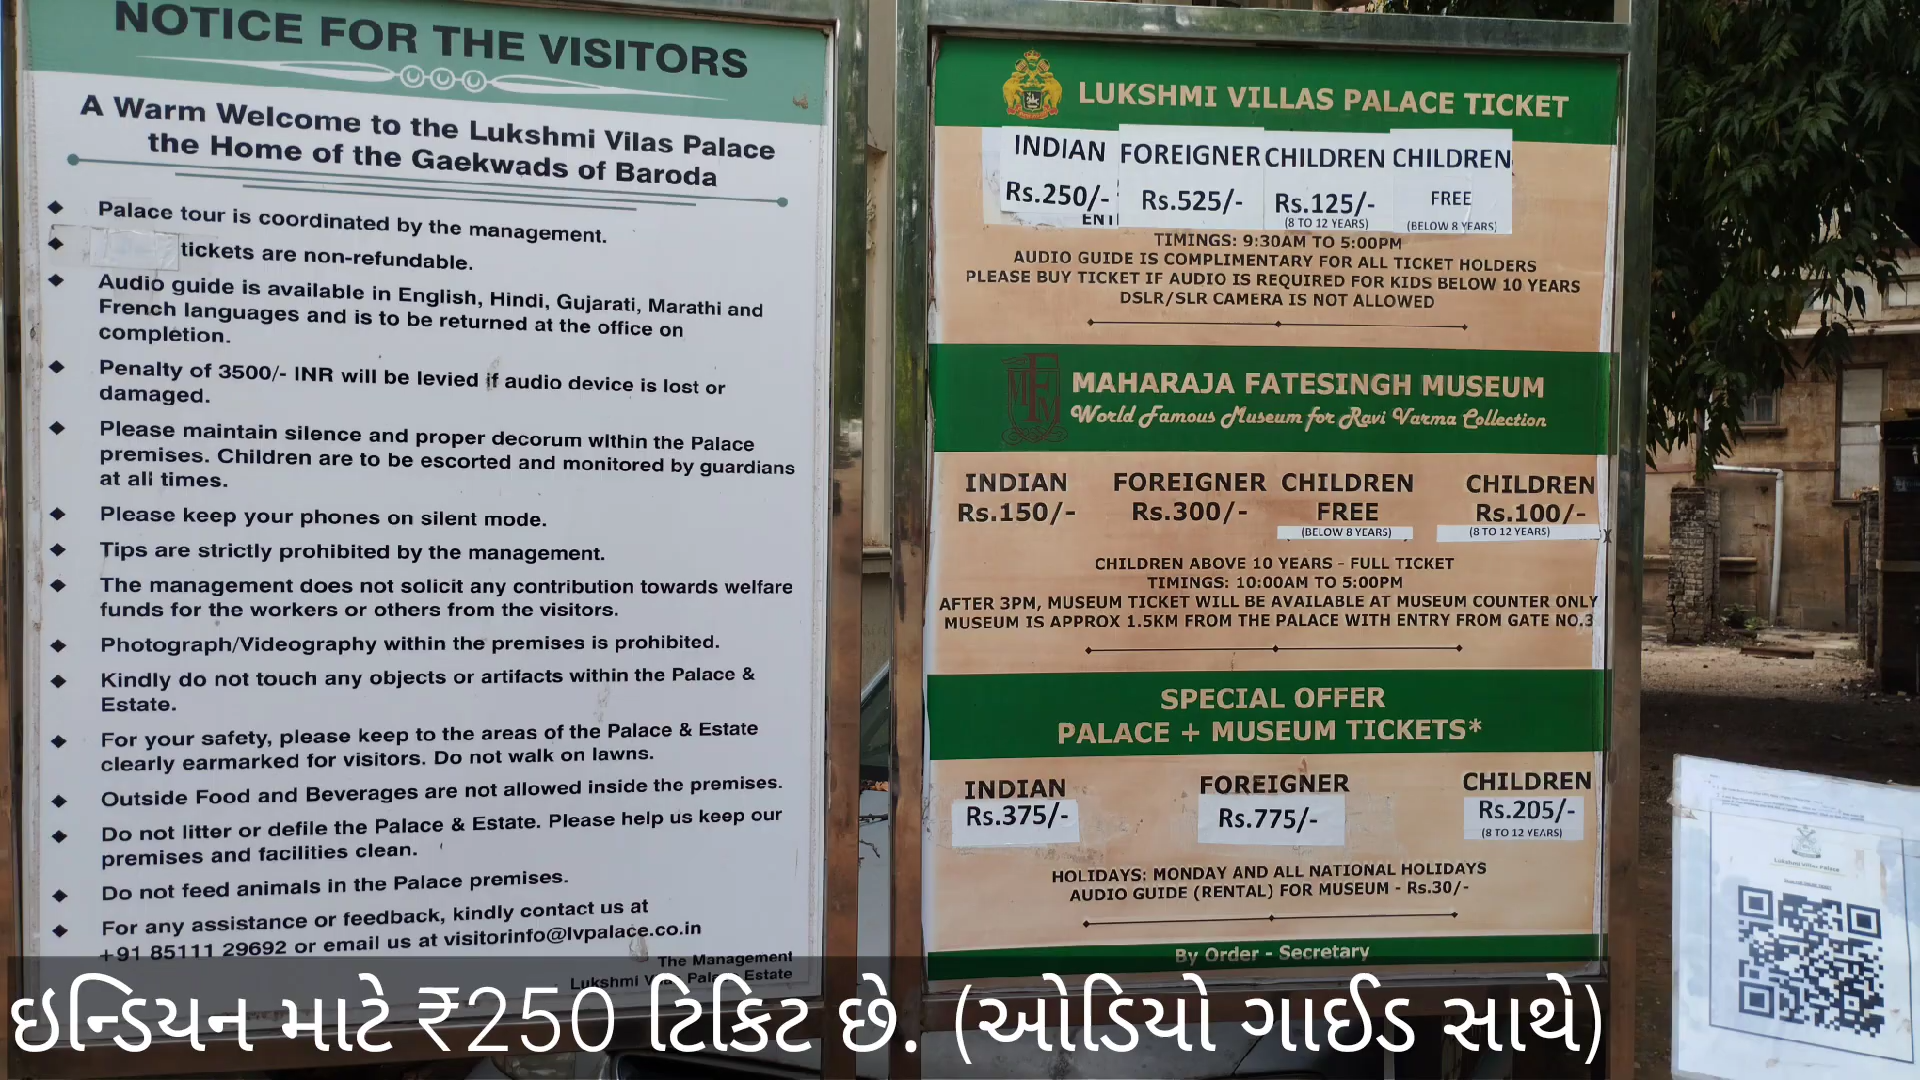 NOTICE FOR THE VISITORS
A Warm Welcome to the Lukshmi Vilas Palace
the Home of the Gaekwads of Baroda
Palace tour is coordinated by the management.
tickets are non-refundable.
Audio guide is available in English, Hindi, Gujarati, Marathi and
French languages and is to be returned at the office on
completion.
Penalty of 3500/- INR will be levied if audio device is lost or
damaged.
Please maintain silence and proper decorum within the Palace
premises. Children are to be escorted and monitored by guardians
at all times.
Please keep your phones on silent mode.
Tips are strictly prohibited by the management.
The management does not solicit any contribution towards welfare
funds for the workers or others from the visitors.
Photograph/Videography within the premises is prohibited.
Kindly do not touch any objects or artifacts within the Palace &
Estate.
For your safety, please keep to the areas of the Palace & Estate
clearly earmarked for visitors. Do not walk on lawns.
Outside Food and Beverages are not allowed inside the premises.
Do not litter or defile the Palace & Estate. Please help us keep our
premises and facilities clean.
Do not feed animals in the Palace premises.
For any assistance or feedback, kindly contact us at
+91 85111 29692 or email us at visitorinfo@lvpalace.co.in
The Management
Lukshmi Vilas Palace Estate
LUKSHMI VILLAS PALACE TICKET
INDIAN FOREIGNER CHILDREN CHILDREN
Rs.250/- Rs.525/- Rs.125/- FREE
(8 TO 12 YEARS) (BELOW 8 YEARS)
TIMINGS: 9:30AM TO 5:00PM
AUDIO GUIDE IS COMPLIMENTARY FOR ALL TICKET HOLDERS
PLEASE BUY TICKET IF AUDIO IS REQUIRED FOR KIDS BELOW 10 YEARS
DSLR/SLR CAMERA IS NOT ALLOWED
MFM
MAHARAJA FATESINGH MUSEUM
World Famous Museum for Ravi Varma Collection
INDIAN FOREIGNER CHILDREN CHILDREN
Rs.150/- Rs.300/- FREE Rs.100/-
(BELOW 8 YEARS) (8 TO 12 YEARS)
CHILDREN ABOVE 10 YEARS - FULL TICKET
TIMINGS: 10:00AM TO 5:00PM
AFTER 3PM, MUSEUM TICKET WILL BE AVAILABLE AT MUSEUM COUNTER ONLY
MUSEUM IS APPROX 1.5KM FROM THE PALACE WITH ENTRY FROM GATE NO.3
SPECIAL OFFER
PALACE + MUSEUM TICKETS*
INDIAN FOREIGNER CHILDREN
Rs.375/- Rs.775/- Rs.205/-
(8 TO 12 YEARS)
HOLIDAYS: MONDAY AND ALL NATIONAL HOLIDAYS
AUDIO GUIDE (RENTAL) FOR MUSEUM - Rs.30/-
By Order - Secretary
Lukshmi Villas Palace
ઇન્ડિયન માટે ₹250 ટિકિટ છે. (ઓડિયો ગાઈડ સાથે)